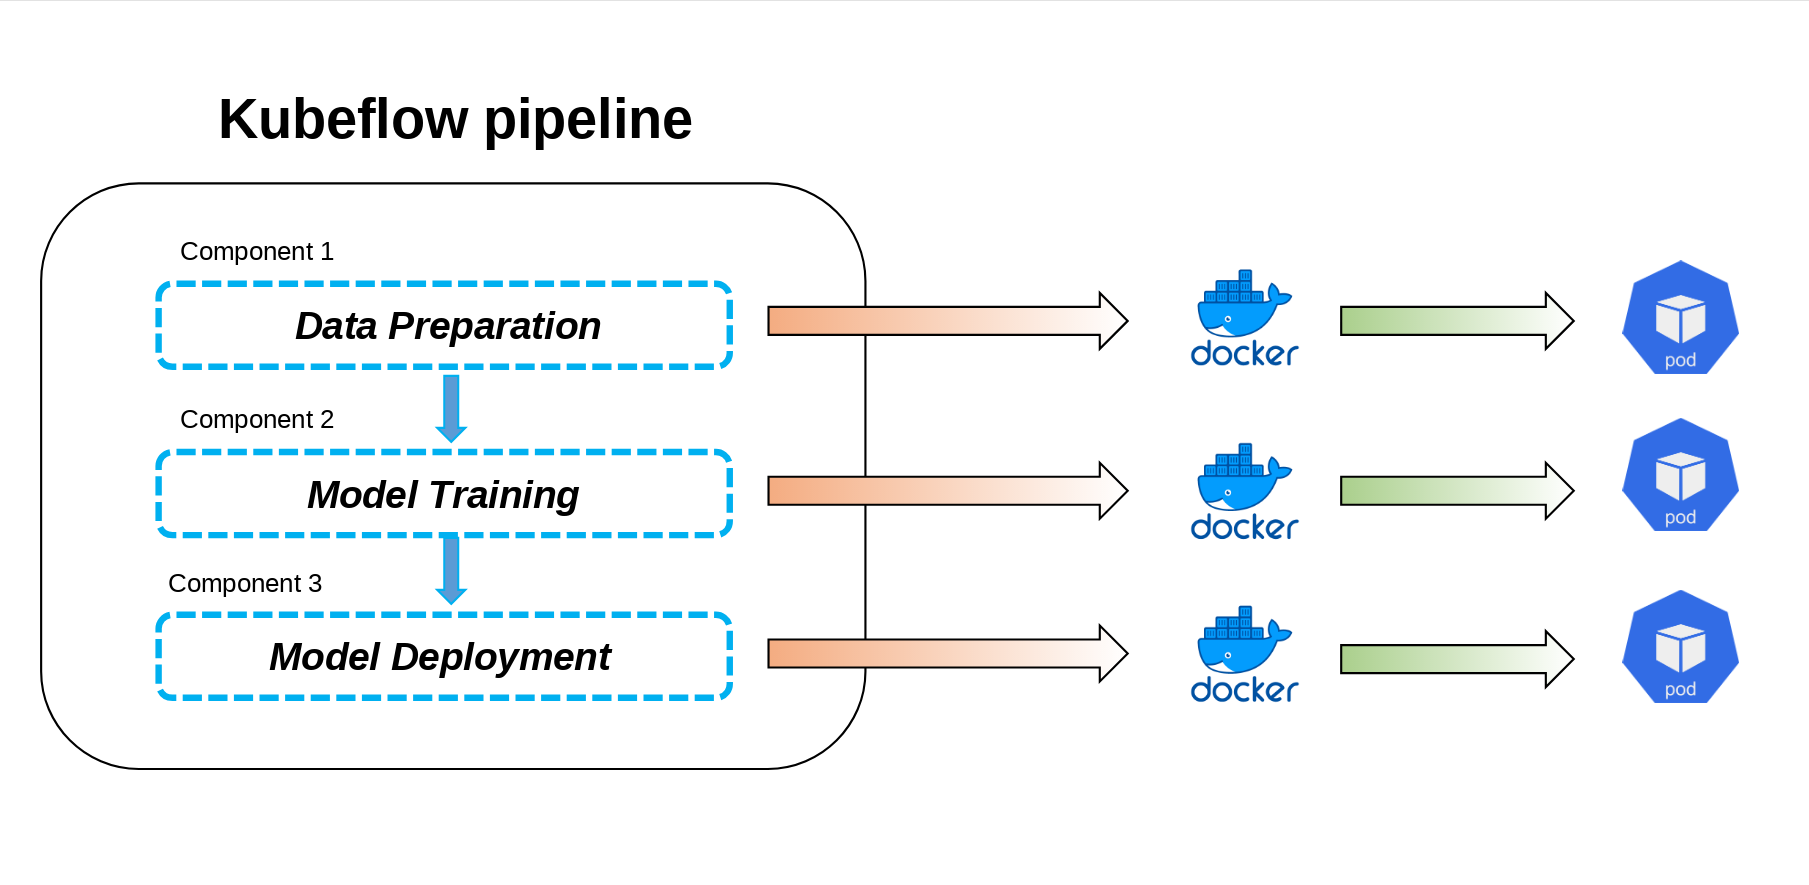 Kubeflow pipeline
Component 1
Data Preparation
docker
pod
Component 2
Model Training
docker
pod
Component 3
Model Deployment
docker
pod